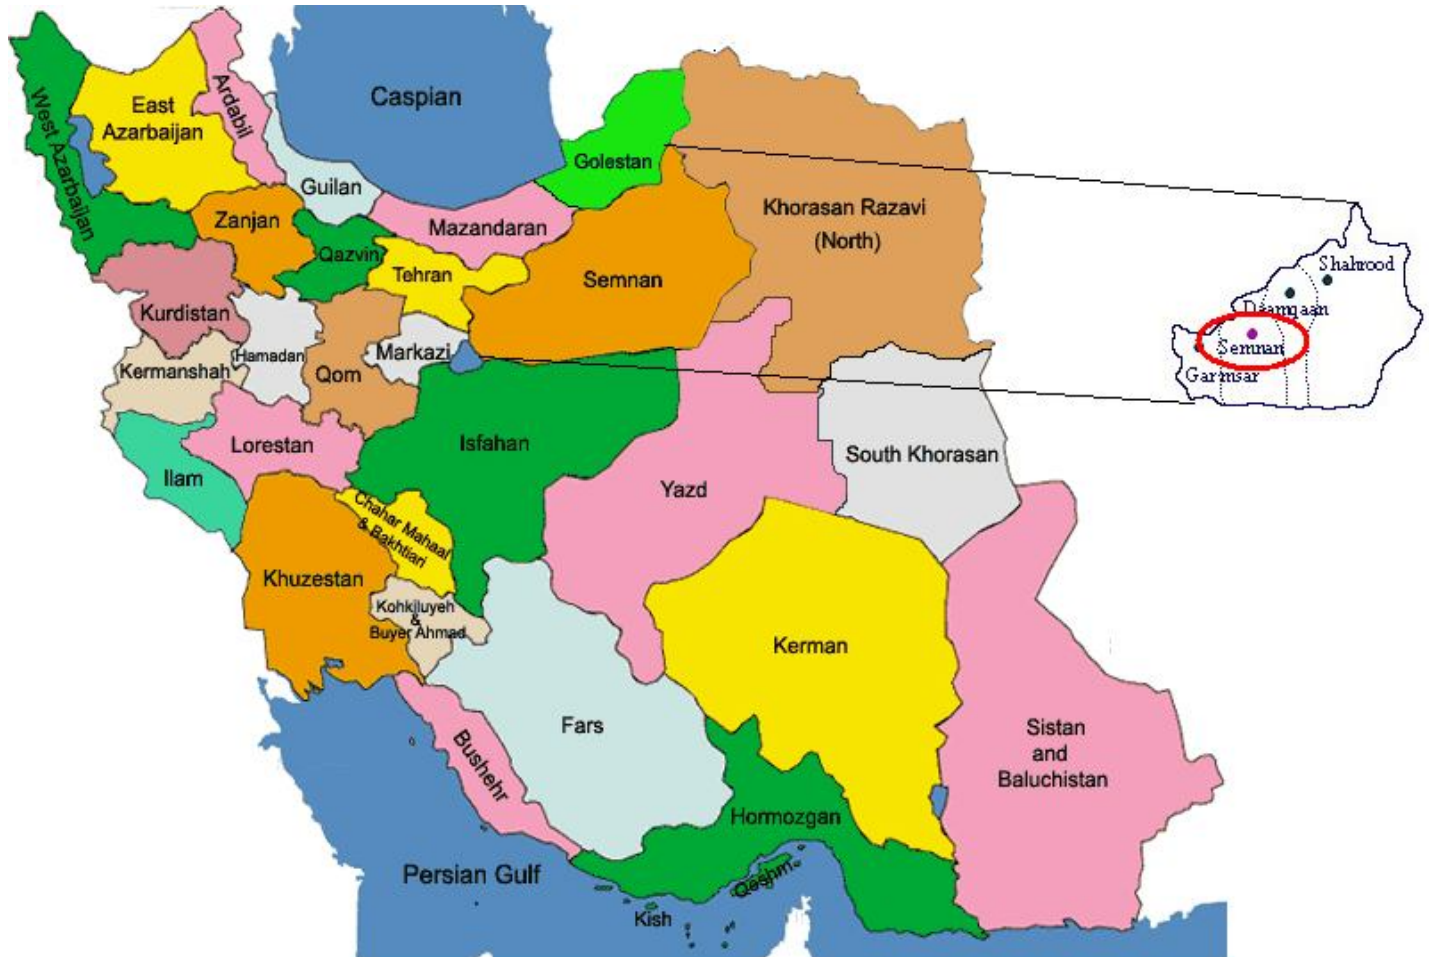 Caspian
West Azarbaijan
East
Azarbaijan
Ardabil
Guilan
Golestan
Zanjan
Qazvin
Mazandaran
Tehran
Semnan
Khorasan Razavi
(North)
Kurdistan
Hamadan
Markazi
Kermanshah
Qom
Lorestan
Ilam
Isfahan
Yazd
South Khorasan
Chahar Mahaal
& Bakhtiari
Khuzestan
Kohkiluyeh
&
Buyer Ahmad
Kerman
Fars
Bushehr
Sistan
and
Baluchistan
Hormozgan
Persian Gulf
Qeshm
Kish
Shahrood
Daamqaan
Semnan
Garmsar